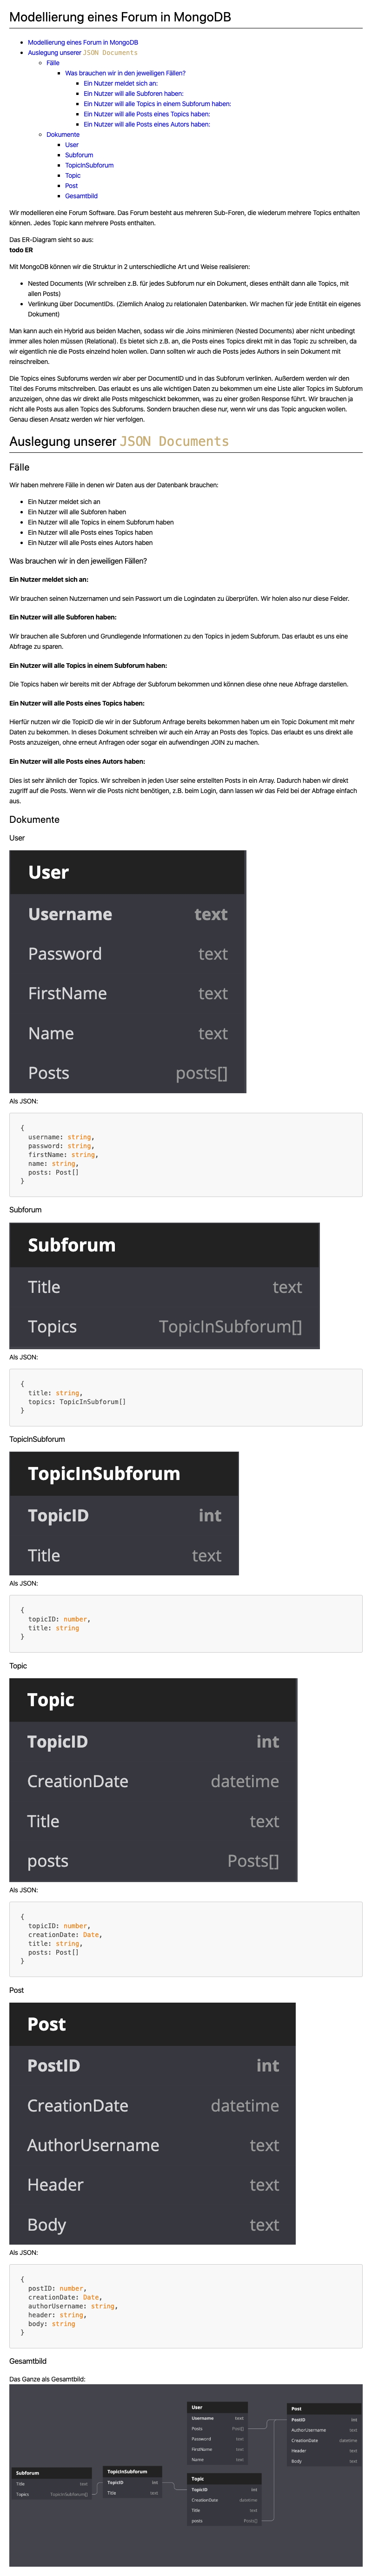 Modellierung eines Forum in MongoDB
Modellierung eines Forum in MongoDB
Auslegung unserer JSON Documents
Fälle
Was brauchen wir in den jeweiligen Fällen?
Ein Nutzer meldet sich an:
Ein Nutzer will alle Subforen haben:
Ein Nutzer will alle Topics in einem Subforum haben:
Ein Nutzer will alle Posts eines Topics haben:
Ein Nutzer will alle Posts eines Autors haben:
Dokumente
User
Subforum
TopicInSubforum
Topic
Post
Gesamtbild
Wir modellieren eine Forum Software. Das Forum besteht aus mehreren Sub-Foren, die wiederum mehrere Topics enthalten
können. Jedes Topic kann mehrere Posts enthalten.
Das ER-Diagram sieht so aus:
todo ER
Mit MongoDB können wir die Struktur in 2 unterschiedliche Art und Weise realisieren:
Nested Documents (Wir schreiben z.B. für jedes Subforum nur ein Dokument, dieses enthält dann alle Topics, mit
allen Posts)
Verlinkung über DocumentIDs. (Ziemlich Analog zu relationalen Datenbanken. Wir machen für jede Entität ein eigenes
Dokument)
Man kann auch ein Hybrid aus beiden Machen, sodass wir die Joins minimieren (Nested Documents) aber nicht unbedingt
immer alles holen müssen (Relational). Es bietet sich z.B. an, die Posts eines Topics direkt mit in das Topic zu schreiben, da
wir eigentlich nie die Posts einzelnd holen wollen. Dann sollten wir auch die Posts jedes Authors in sein Dokument mit
reinschreiben.
Die Topics eines Subforums werden wir aber per DocumentID und in das Subforum verlinken. Außerdem werden wir den
Titel des Forums mitschreiben. Das erlaubt es uns alle wichtigen Daten zu bekommen um eine Liste aller Topics im Subforum
anzuzeigen, ohne das wir direkt alle Posts mitgeschickt bekommen, was zu einer großen Response führt. Wir brauchen ja
nicht alle Posts aus allen Topics des Subforums. Sondern brauchen diese nur, wenn wir uns das Topic angucken wollen.
Genau diesen Ansatz werden wir hier verfolgen.
Auslegung unserer JSON Documents
Fälle
Wir haben mehrere Fälle in denen wir Daten aus der Datenbank brauchen:
Ein Nutzer meldet sich an
Ein Nutzer will alle Subforen haben
Ein Nutzer will alle Topics in einem Subforum haben
Ein Nutzer will alle Posts eines Topics haben
Ein Nutzer will alle Posts eines Autors haben
Was brauchen wir in den jeweiligen Fällen?
Ein Nutzer meldet sich an:
Wir brauchen seinen Nutzernamen und sein Passwort um die Logindaten zu überprüfen. Wir holen also nur diese Felder.
Ein Nutzer will alle Subforen haben:
Wir brauchen alle Subforen und Grundlegende Informationen zu den Topics in jedem Subforum. Das erlaubt es uns eine
Abfrage zu sparen.
Ein Nutzer will alle Topics in einem Subforum haben:
Die Topics haben wir bereits mit der Abfrage der Subforum bekommen und können diese ohne neue Abfrage darstellen.
Ein Nutzer will alle Posts eines Topics haben:
Hierfür nutzen wir die TopicID die wir in der Subforum Anfrage bereits bekommen haben um ein Topic Dokument mit mehr
Daten zu bekommen. In dieses Dokument schreiben wir auch ein Array an Posts des Topics. Das erlaubt es uns direkt alle
Posts anzuzeigen, ohne erneut Anfragen oder sogar ein aufwendingen JOIN zu machen.
Ein Nutzer will alle Posts eines Autors haben:
Dies ist sehr ähnlich der Topics. Wir schreiben in jeden User seine erstellten Posts in ein Array. Dadurch haben wir direkt
zugriff auf die Posts. Wenn wir die Posts nicht benötigen, z.B. beim Login, dann lassen wir das Feld bei der Abfrage einfach
aus.
Dokumente
User
User
Username text
Password text
FirstName text
Name text
Posts posts[]
Als JSON:
{
username: string,
password: string,
firstName: string,
name: string,
posts: Post[]
}
Subforum
Subforum
Title text
Topics TopicInSubforum[]
Als JSON:
{
title: string,
topics: TopicInSubforum[]
}
TopicInSubforum
TopicInSubforum
TopicID int
Title text
Als JSON:
{
topicID: number,
title: string
}
Topic
Topic
TopicID int
CreationDate datetime
Title text
posts Posts[]
Als JSON:
{
topicID: number,
creationDate: Date,
title: string,
posts: Post[]
}
Post
Post
PostID int
CreationDate datetime
AuthorUsername text
Header text
Body text
Als JSON:
{
postID: number,
creationDate: Date,
authorUsername: string,
header: string,
body: string
}
Gesamtbild
Das Ganze als Gesamtbild:
User
Username text
Posts Post[]
Password text
FirstName text
Name text
Post
PostID int
AuthorUsername text
CreationDate datetime
Header text
Body text
Subforum
Title text
Topics TopicInSubforum[]
TopicInSubforum
TopicID int
Title text
Topic
TopicID int
CreationDate datetime
Title text
posts Post[]